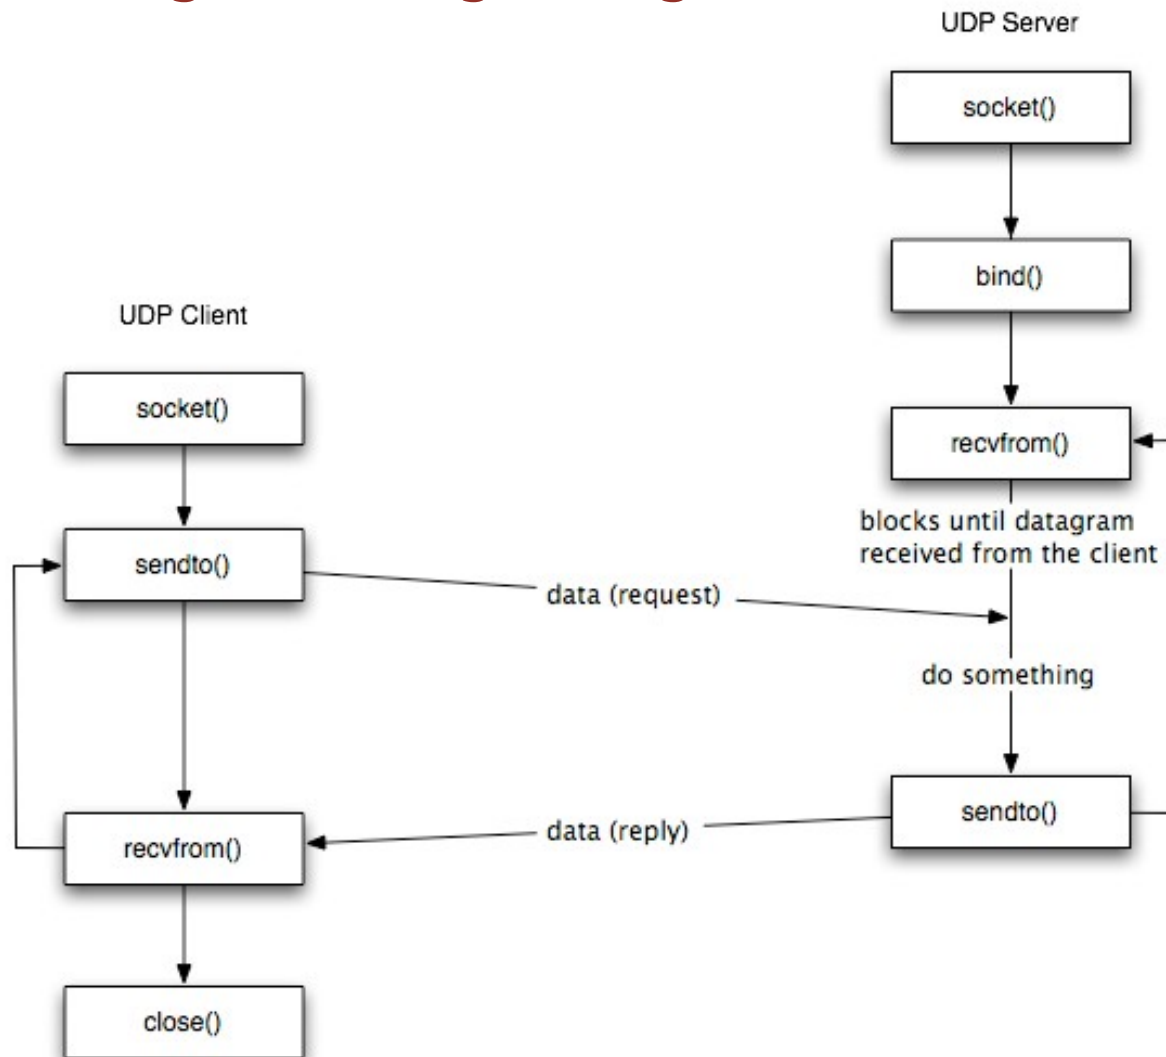 UDP Server
socket()
bind()
UDP Client
socket()
recvfrom()
blocks until datagram
received from the client
sendto()
data (request)
do something
sendto()
data (reply)
recvfrom()
close()